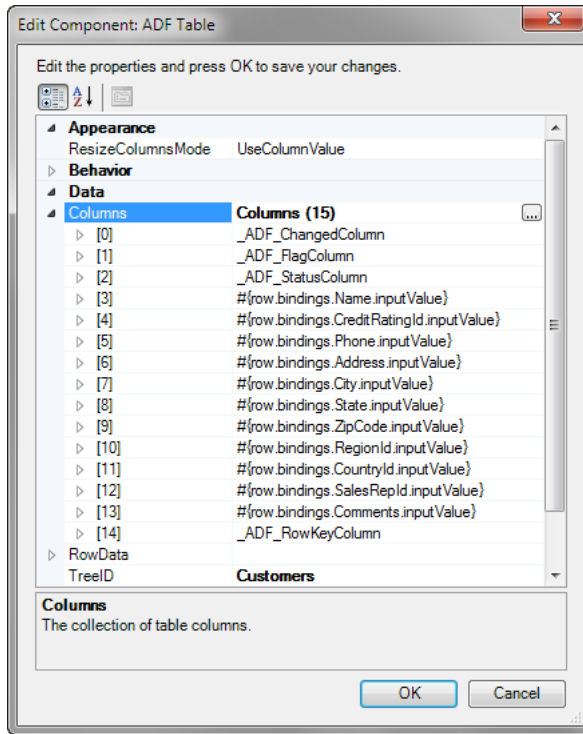 Edit Component: ADF Table
Edit the properties and press OK to save your changes.
Appearance
ResizeColumnsMode UseColumnValue
Behavior
Data
Columns Columns (15) ...
[0] _ADF_ChangedColumn
[1] _ADF_FlagColumn
[2] _ADF_StatusColumn
[3] #{row.bindings.Name.inputValue}
[4] #{row.bindings.CreditRatingId.inputValue}
[5] #{row.bindings.Phone.inputValue}
[6] #{row.bindings.Address.inputValue}
[7] #{row.bindings.City.inputValue}
[8] #{row.bindings.State.inputValue}
[9] #{row.bindings.ZipCode.inputValue}
[10] #{row.bindings.RegionId.inputValue}
[11] #{row.bindings.CountryId.inputValue}
[12] #{row.bindings.SalesRepId.inputValue}
[13] #{row.bindings.Comments.inputValue}
[14] _ADF_RowKeyColumn
RowData
TreeID Customers
Columns
The collection of table columns.
OK Cancel